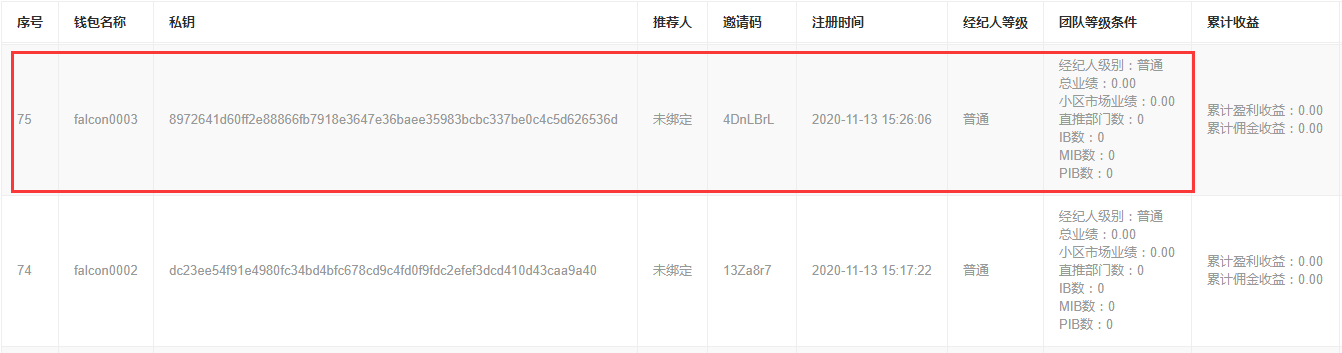 序号 钱包名称 私钥 推荐人 邀请码 注册时间 经纪人等级 团队等级条件 累计收益
75 falcon0003 8972641d60ff2e88866fb7918e3647e36baee35983bcbc337be0c4c5d626536d 未绑定 4DnLBrL 2020-11-13 15:26:06 普通
经纪人级别：普通
总业绩：0.00
小区市场业绩：0.00
直推部门数：0
IB数：0
MIB数：0
PIB数：0
累计盈利收益：0.00
累计佣金收益：0.00
74 falcon0002 dc23ee54f91e4980fc34bd4bfc678cd9c4fd0f9fdc2efef3dcd410d43caa9a40 未绑定 13Za8r7 2020-11-13 15:17:22 普通
经纪人级别：普通
总业绩：0.00
小区市场业绩：0.00
直推部门数：0
IB数：0
MIB数：0
PIB数：0
累计盈利收益：0.00
累计佣金收益：0.00